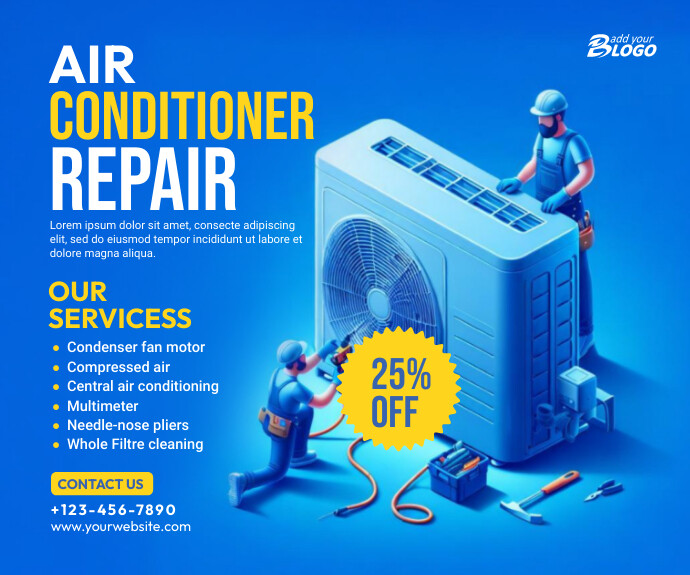 add your
BLOGO
AIR
CONDITIONER
REPAIR
Lorem ipsum dolor sit amet, consecte adipiscing
elit, sed do eiusmod tempor incididunt ut labore et
dolore magna aliqua.
OUR
SERVICESS
Condenser fan motor
Compressed air
Central air conditioning
Multimeter
Needle-nose pliers
Whole Filtre cleaning
25%
OFF
CONTACT US
+123-456-7890
www.yourwebsite.com